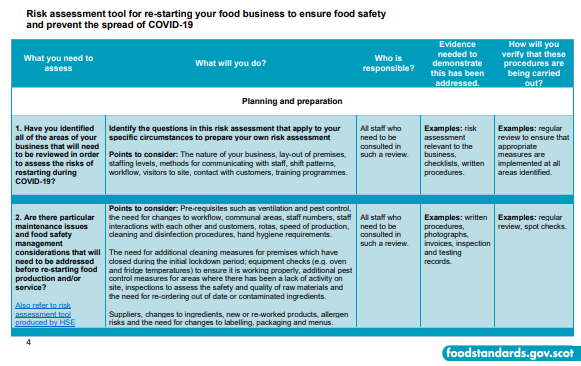 Risk assessment tool for re-starting your food business to ensure food safety
and prevent the spread of COVID-19
What you need to
assess
What will you do?
Who is
responsible?
Evidence
needed to
demonstrate
this has been
addressed.
How will you
verify that these
procedures are
being carried
out?
Planning and preparation
1. Have you identified
all of the areas of your
business that will need
to be reviewed in order
to assess the risks of
restarting during
COVID-19?
Identify the questions in this risk assessment that apply to your
specific circumstances to prepare your own risk assessment
Points to consider: The nature of your business, lay-out of premises,
staffing levels, methods for communicating with staff, shift patterns,
workflow, visitors to site, contact with customers, training programmes.
All staff who
need to be
consulted in
such a review.
Examples: risk
assessment
relevant to the
business,
checklists, written
procedures.
Examples: regular
review to ensure that
appropriate
measures are
implemented at all
areas identified.
2. Are there particular
maintenance issues
and food safety
management
considerations that will
need to be addressed
before re-starting food
production and/or
service?
Also refer to risk
assessment tool
produced by HSE
Points to consider: Pre-requisites such as ventilation and pest control,
the need for changes to workflow, communal areas, staff numbers, staff
interactions with each other and customers, rotas, speed of production,
cleaning and disinfection procedures, hand hygiene requirements.
The need for additional cleaning measures for premises which have
closed during the initial lockdown period; equipment checks (e.g. oven
and fridge temperatures) to ensure it is working properly, additional pest
control measures for areas where there has been a lack of activity on
site, inspections to assess the safety and quality of raw materials and
the need for re-ordering out of date or contaminated ingredients.
Suppliers, changes to ingredients, new or re-worked products, allergen
risks and the need for changes to labelling, packaging and menus.
All staff who
need to be
consulted in
such a review.
Examples: written
procedures,
photographs,
invoices, inspection
and testing
records.
Examples: regular
review, spot checks.
4
foodstandards.gov.scot